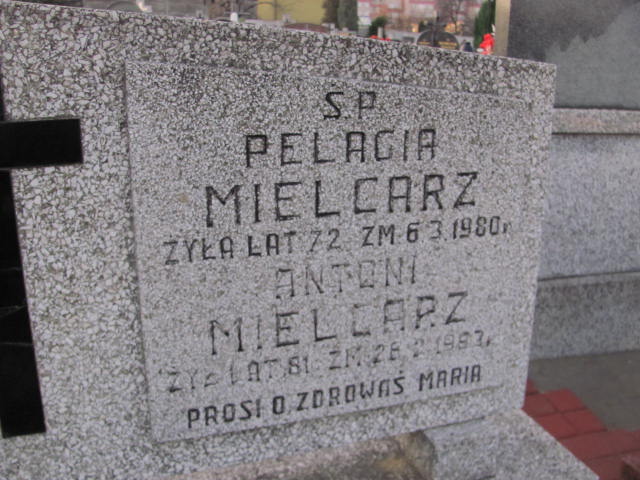 Ś.P.
PELAGIA
MIELCARZ
ŻYŁA LAT 72 ZM. 6 3.1980 r
ANTONI
MIELCARZ
ŻYŁ LAT 81 ZM. 28 2 1983 r.
PROSI O ZDROWAŚ MARIA